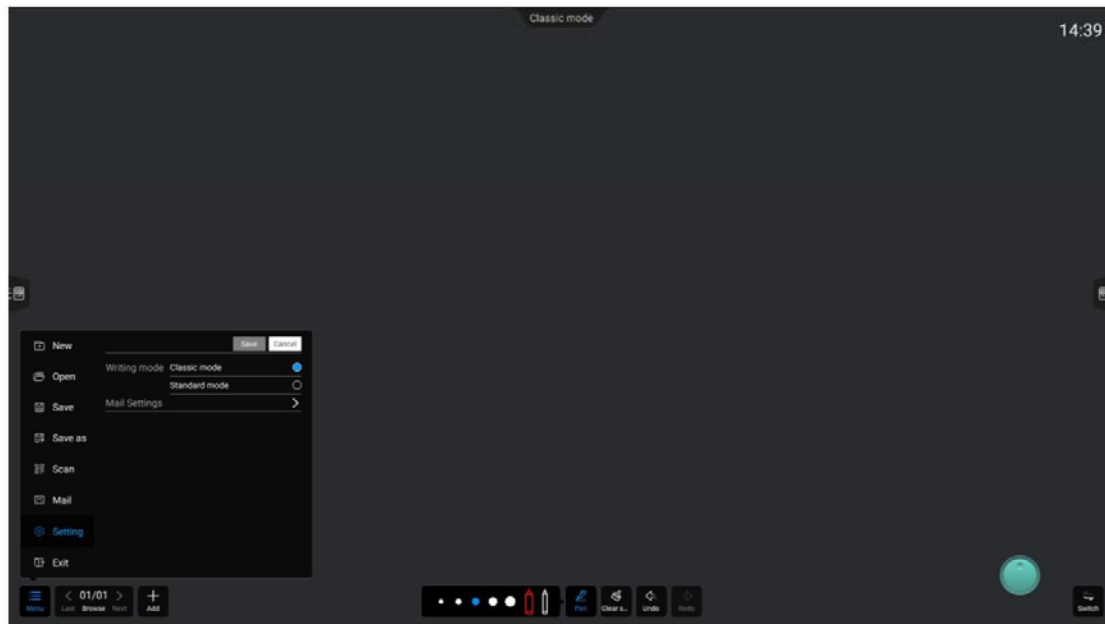 Classic mode
14:39
New
Save Cancel
Writing mode Classic mode
Open
Standard mode
Save
Mail Settings
Save as
Scan
Mail
Setting
Exit
01/01
Menu Last Browse Next Add
Pen Clear s... Undo Redo
Switch